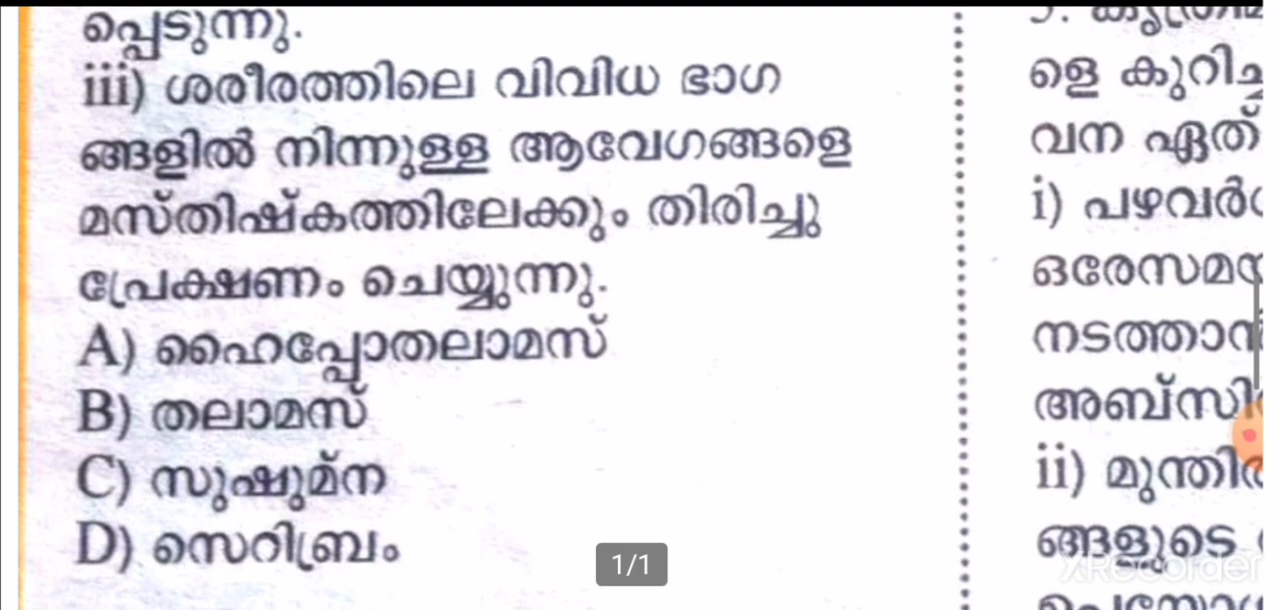 പ്പെടുന്നു.
iii) ശരീരത്തിലെ വിവിധ ഭാഗ
ങ്ങളിൽ നിന്നുള്ള ആവേഗങ്ങളെ
മസ്തിഷ്കത്തിലേക്കും തിരിച്ചു
പ്രേക്ഷണം ചെയ്യുന്നു.
A) ഹൈപ്പോതലാമസ്
B) തലാമസ്
C) സുഷുമ്ന
D) സെറിബ്രം
1/1
ളെ കുറിച്ച
വന ഏത്
i) പഴവർ
ഒരേസമ
നടത്താൻ
അബ്സി
ii) മുന്തിരി
ങ്ങളുടെ
XRecorder